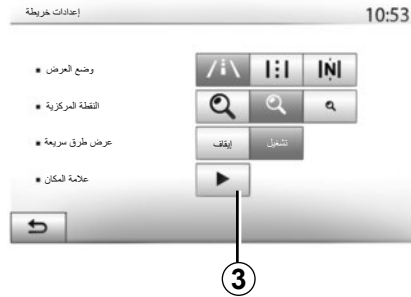 إعدادات خريطة
10:53
وضع العرض
النقطة المركزية
عرض طرق سريعة
إيقاف
تشغيل
علامة المكان
3